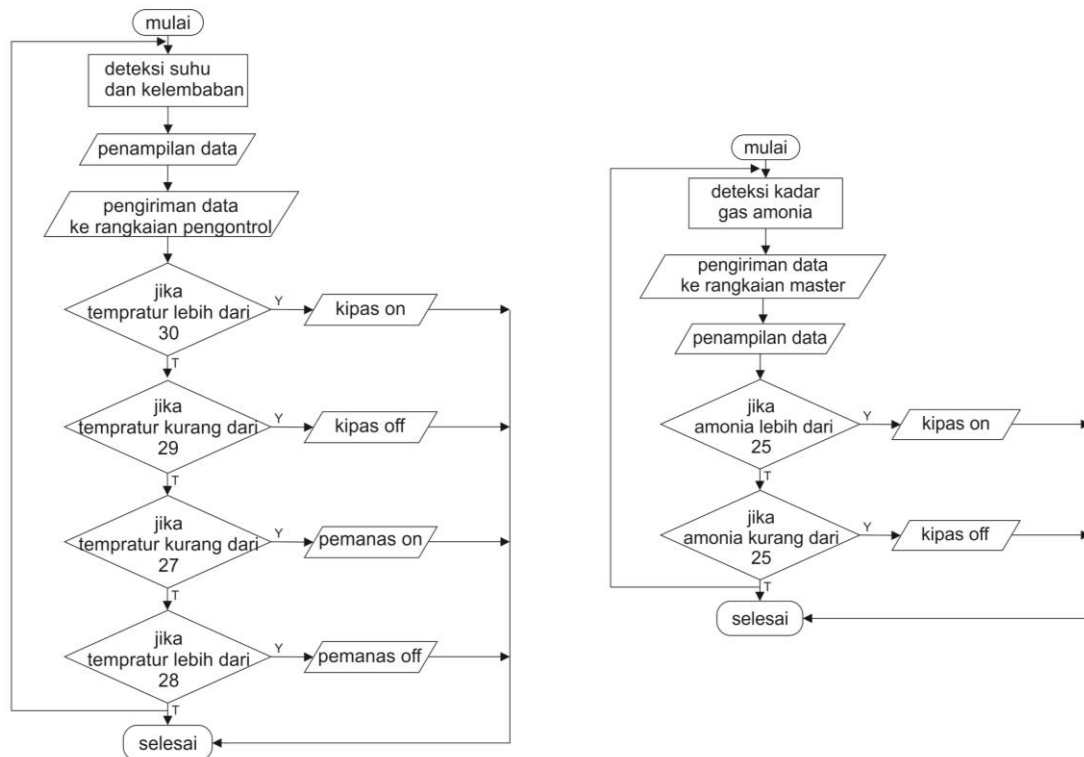 mulai
deteksi suhu
dan kelembaban
penampilan data
pengiriman data
ke rangkaian pengontrol
jika
tempratur lebih dari
30
Y
kipas on
T
jika
tempratur kurang dari
29
Y
kipas off
T
jika
tempratur kurang dari
27
Y
pemanas on
T
jika
tempratur lebih dari
28
Y
pemanas off
T
selesai
mulai
deteksi kadar
gas amonia
pengiriman data
ke rangkaian master
penampilan data
jika
amonia lebih dari
25
Y
kipas on
T
jika
amonia kurang dari
25
Y
kipas off
T
selesai